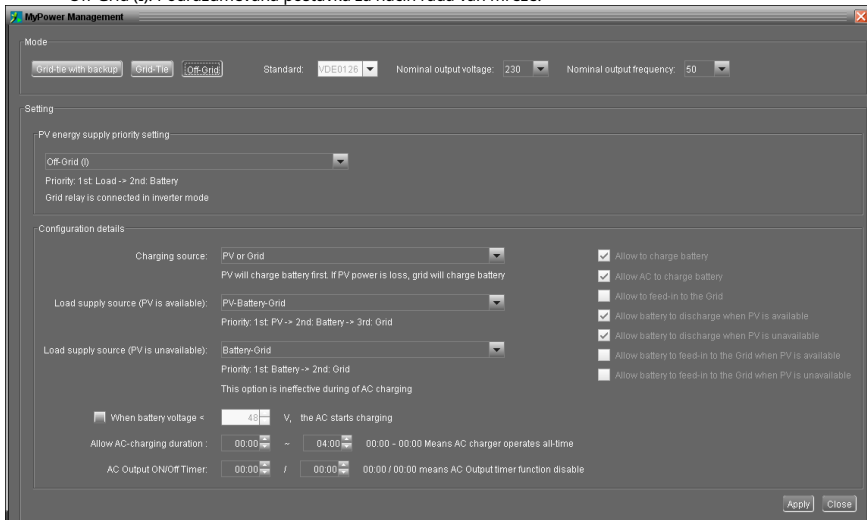 Off-Grid (I): Podrazumevana postavka za način rada van mreže.
MyPower Management
Mode
Grid-tie with backup Grid-Tie Off-Grid Standard: VDE0126 Nominal output voltage: 230 Nominal output frequency: 50
Setting
PV energy supply priority setting
Off-Grid (I)
Priority: 1st: Load -> 2nd: Battery
Grid relay is connected in inverter mode
Configuration details
Charging source: PV or Grid
PV will charge battery first. If PV power is loss, grid will charge battery
Load supply source (PV is available): PV-Battery-Grid
Priority: 1st: PV -> 2nd: Battery -> 3rd: Grid
Load supply source (PV is unavailable): Battery-Grid
Priority: 1st: Battery -> 2nd: Grid
This option is ineffective during of AC charging
When battery voltage < 48 V, the AC starts charging
Allow AC-charging duration : 00:00 ~ 04:00 00:00 - 00:00 Means AC charger operates all-time
AC Output ON/Off Timer: 00:00 / 00:00 00:00 / 00:00 means AC Output timer function disable
Allow to charge battery
Allow AC to charge battery
Allow to feed-in to the Grid
Allow battery to discharge when PV is available
Allow battery to discharge when PV is unavailable
Allow battery to feed-in to the Grid when PV is available
Allow battery to feed-in to the Grid when PV is unavailable
Apply Close